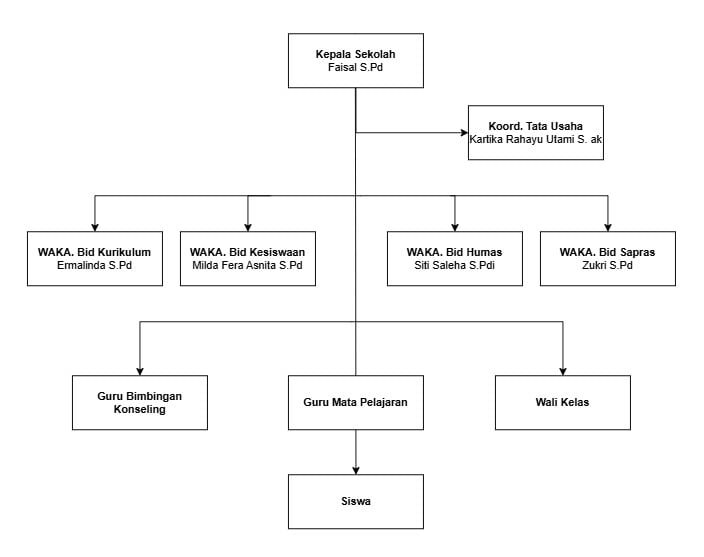 Kepala Sekolah
Faisal S.Pd
Koord. Tata Usaha
Kartika Rahayu Utami S. ak
WAKA. Bid Kurikulum
Ermalinda S.Pd
WAKA. Bid Kesiswaan
Milda Fera Asnita S.Pd
WAKA. Bid Humas
Siti Saleha S.Pdi
WAKA. Bid Sapras
Zukri S.Pd
Guru Bimbingan
Konseling
Guru Mata Pelajaran
Wali Kelas
Siswa